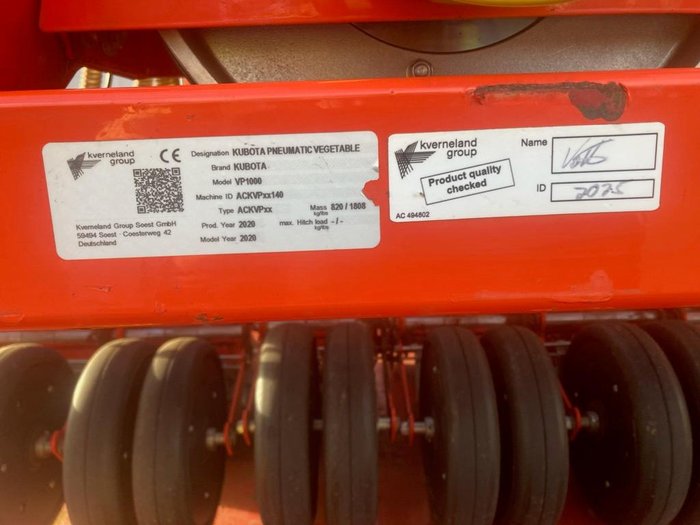 kverneland
group
CE
Designation KUBOTA PNEUMATIC VEGETABLE
Brand KUBOTA
Model VP1000
Machine ID ACKVPxx140
Type ACKVPxx
Mass 820 / 1808
kg/lbs
Prod. Year 2020
max. Hitch load - / -
kg/lbs
Model Year 2020
Kverneland Group Soest GmbH
59494 Soest - Coesterweg 42
Deutschland
kverneland
group
Product quality
checked
AC 494602
Name
ID 2025